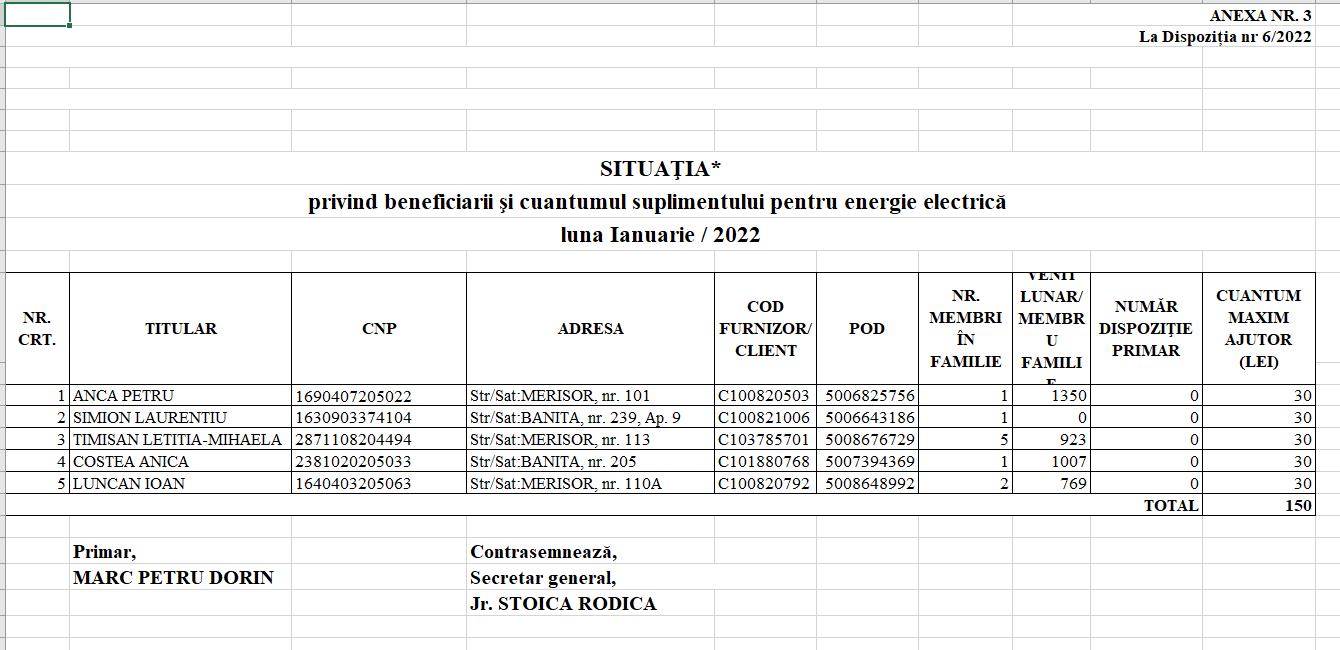 ANEXA NR. 3
La Dispoziția nr 6/2022
SITUAŢIA*
privind beneficiarii şi cuantumul suplimentului pentru energie electrică
luna Ianuarie / 2022
NR. CRT. TITULAR CNP ADRESA COD FURNIZOR/ CLIENT POD NR. MEMBRI ÎN FAMILIE VENIT LUNAR/ MEMBRU FAMILIE NUMĂR DISPOZIŢIE PRIMAR CUANTUM MAXIM AJUTOR (LEI)
1 ANCA PETRU 1690407205022 Str/Sat:MERISOR, nr. 101 C100820503 5006825756 1 1350 0 30
2 SIMION LAURENTIU 1630903374104 Str/Sat:BANITA, nr. 239, Ap. 9 C100821006 5006643186 1 0 0 30
3 TIMISAN LETITIA-MIHAELA 2871108204494 Str/Sat:MERISOR, nr. 113 C103785701 5008676729 5 923 0 30
4 COSTEA ANICA 2381020205033 Str/Sat:BANITA, nr. 205 C101880768 5007394369 1 1007 0 30
5 LUNCAN IOAN 1640403205063 Str/Sat:MERISOR, nr. 110A C100820792 5008648992 2 769 0 30
TOTAL 150
Primar, Contrasemnează,
MARC PETRU DORIN Secretar general,
Jr. STOICA RODICA